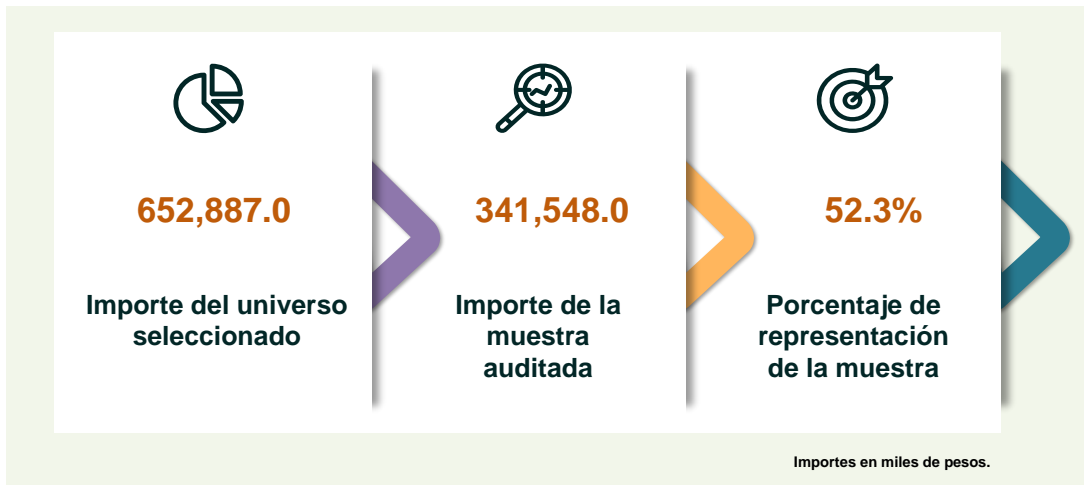 652,887.0
Importe del universo
seleccionado
341,548.0
Importe de la
muestra
auditada
52.3%
Porcentaje de
representación
de la muestra
Importes en miles de pesos.